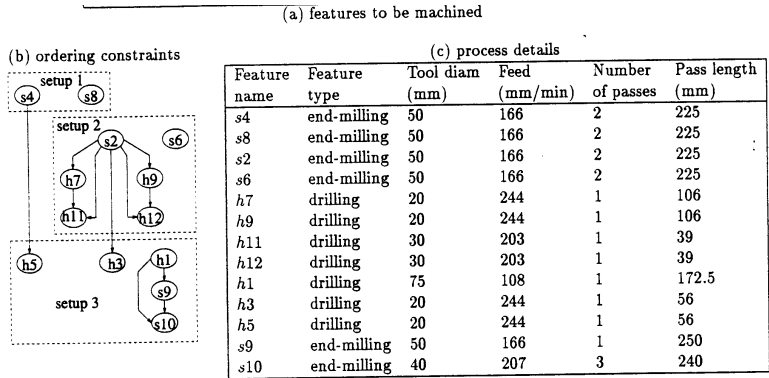 (a) features to be machined
(b) ordering constraints
setup 1
s4 s8
setup 2
s2 s6
h7 h9
h11 h12
h5 h3 h1
s9
setup 3
s10
(c) process details
Feature Feature Tool diam Feed Number Pass length
name type (mm) (mm/min) of passes (mm)
s4 end-milling 50 166 2 225
s8 end-milling 50 166 2 225
s2 end-milling 50 166 2 225
s6 end-milling 50 166 2 225
h7 drilling 20 244 1 106
h9 drilling 20 244 1 106
h11 drilling 30 203 1 39
h12 drilling 30 203 1 39
h1 drilling 75 108 1 172.5
h3 drilling 20 244 1 56
h5 drilling 20 244 1 56
s9 end-milling 50 166 1 250
s10 end-milling 40 207 3 240